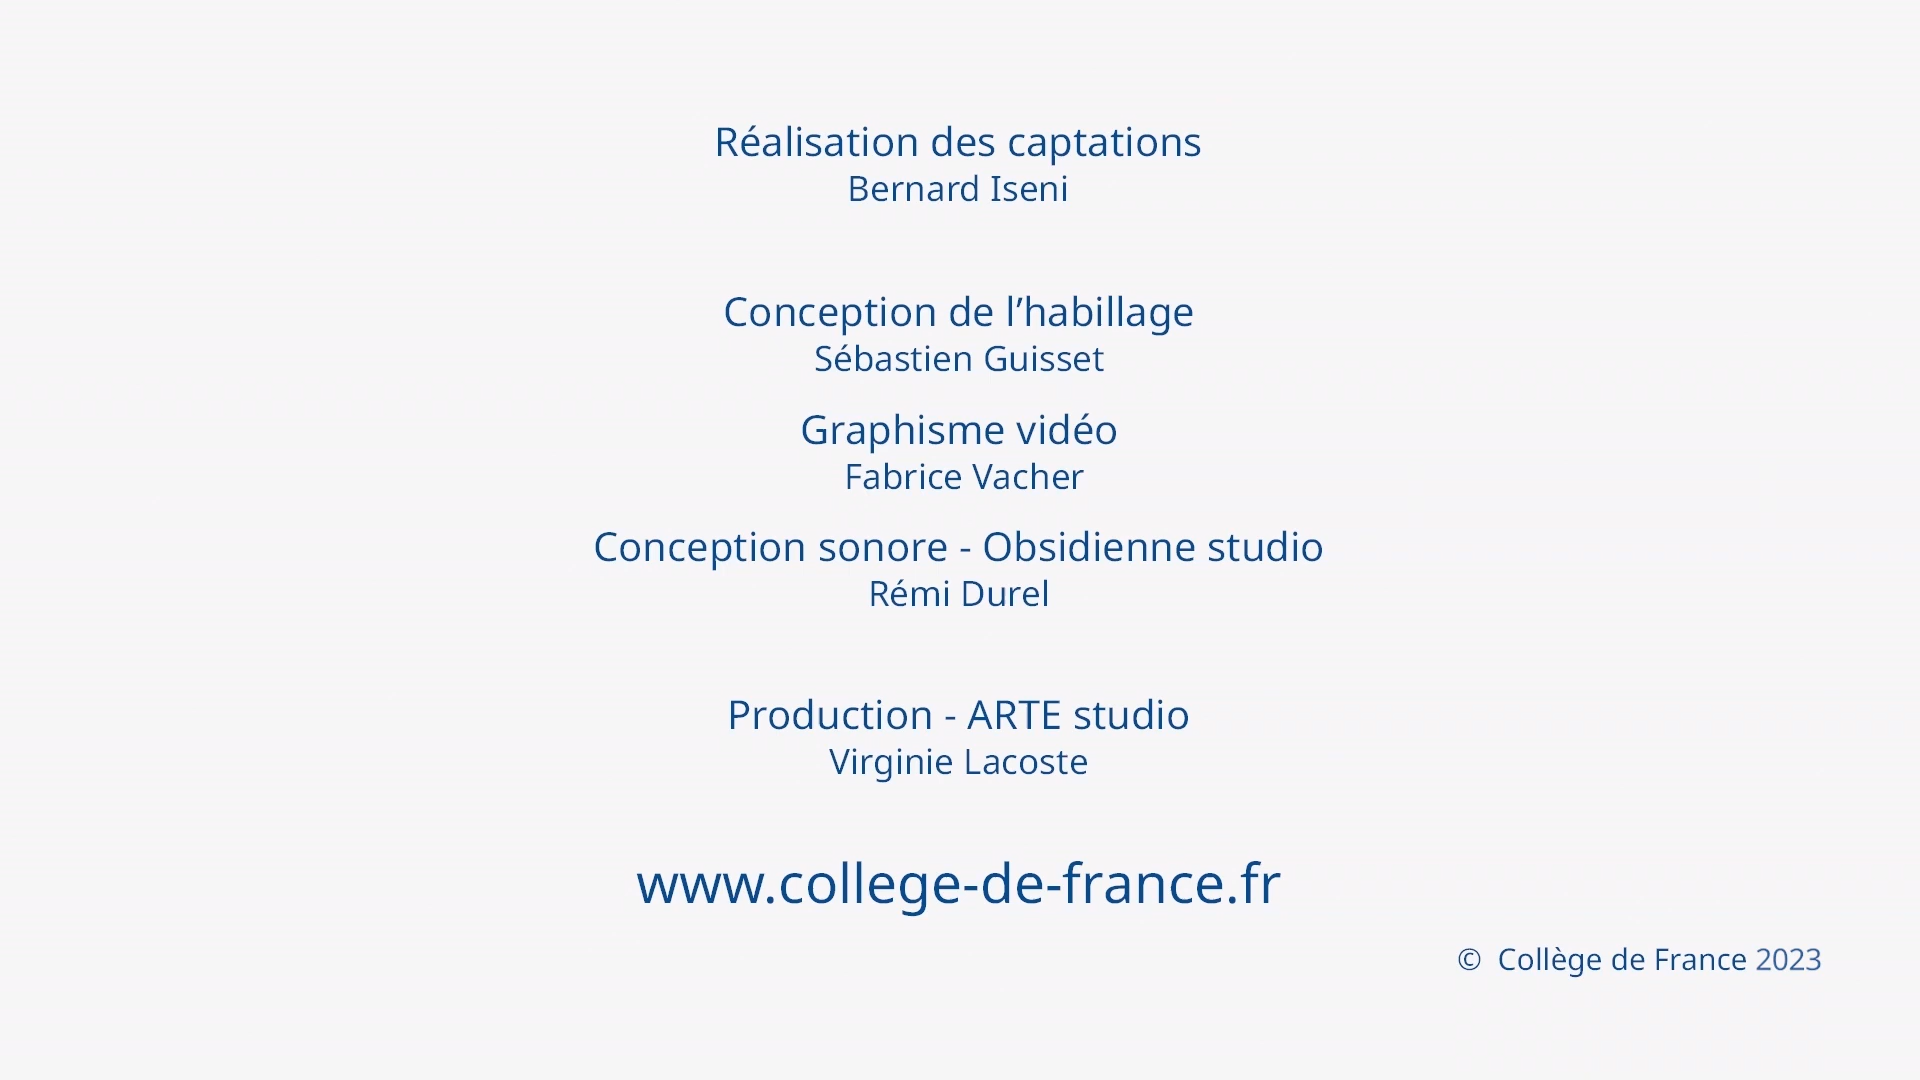 Réalisation des captations
Bernard Iseni
Conception de l’habillage
Sébastien Guisset
Graphisme vidéo
Fabrice Vacher
Conception sonore - Obsidienne studio
Rémi Durel
Production - ARTE studio
Virginie Lacoste
www.college-de-france.fr
© Collège de France 2023